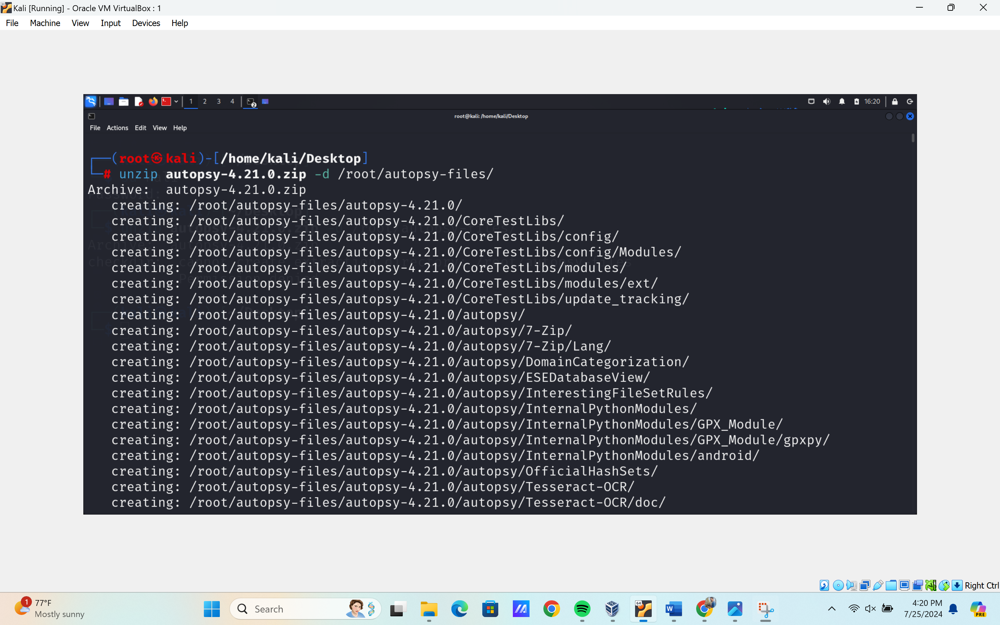 Kali [Running] - Oracle VM VirtualBox : 1
File Machine View Input Devices Help
1 2 3 4 2 16:20
root@kali: /home/kali/Desktop
File Actions Edit View Help
(root㉿kali)-[/home/kali/Desktop]
# unzip autopsy-4.21.0.zip -d /root/autopsy-files/
Archive:  autopsy-4.21.0.zip
creating: /root/autopsy-files/autopsy-4.21.0/
creating: /root/autopsy-files/autopsy-4.21.0/CoreTestLibs/
creating: /root/autopsy-files/autopsy-4.21.0/CoreTestLibs/config/
creating: /root/autopsy-files/autopsy-4.21.0/CoreTestLibs/config/Modules/
creating: /root/autopsy-files/autopsy-4.21.0/CoreTestLibs/modules/
creating: /root/autopsy-files/autopsy-4.21.0/CoreTestLibs/modules/ext/
creating: /root/autopsy-files/autopsy-4.21.0/CoreTestLibs/update_tracking/
creating: /root/autopsy-files/autopsy-4.21.0/autopsy/
creating: /root/autopsy-files/autopsy-4.21.0/autopsy/7-Zip/
creating: /root/autopsy-files/autopsy-4.21.0/autopsy/7-Zip/Lang/
creating: /root/autopsy-files/autopsy-4.21.0/autopsy/DomainCategorization/
creating: /root/autopsy-files/autopsy-4.21.0/autopsy/ESEDatabaseView/
creating: /root/autopsy-files/autopsy-4.21.0/autopsy/InterestingFileSetRules/
creating: /root/autopsy-files/autopsy-4.21.0/autopsy/InternalPythonModules/
creating: /root/autopsy-files/autopsy-4.21.0/autopsy/InternalPythonModules/GPX_Module/
creating: /root/autopsy-files/autopsy-4.21.0/autopsy/InternalPythonModules/GPX_Module/gpxpy/
creating: /root/autopsy-files/autopsy-4.21.0/autopsy/InternalPythonModules/android/
creating: /root/autopsy-files/autopsy-4.21.0/autopsy/OfficialHashSets/
creating: /root/autopsy-files/autopsy-4.21.0/autopsy/Tesseract-OCR/
creating: /root/autopsy-files/autopsy-4.21.0/autopsy/Tesseract-OCR/doc/
Right Ctrl
1 77°F
Mostly sunny
Search
64
W
4:20 PM
7/25/2024
PRE